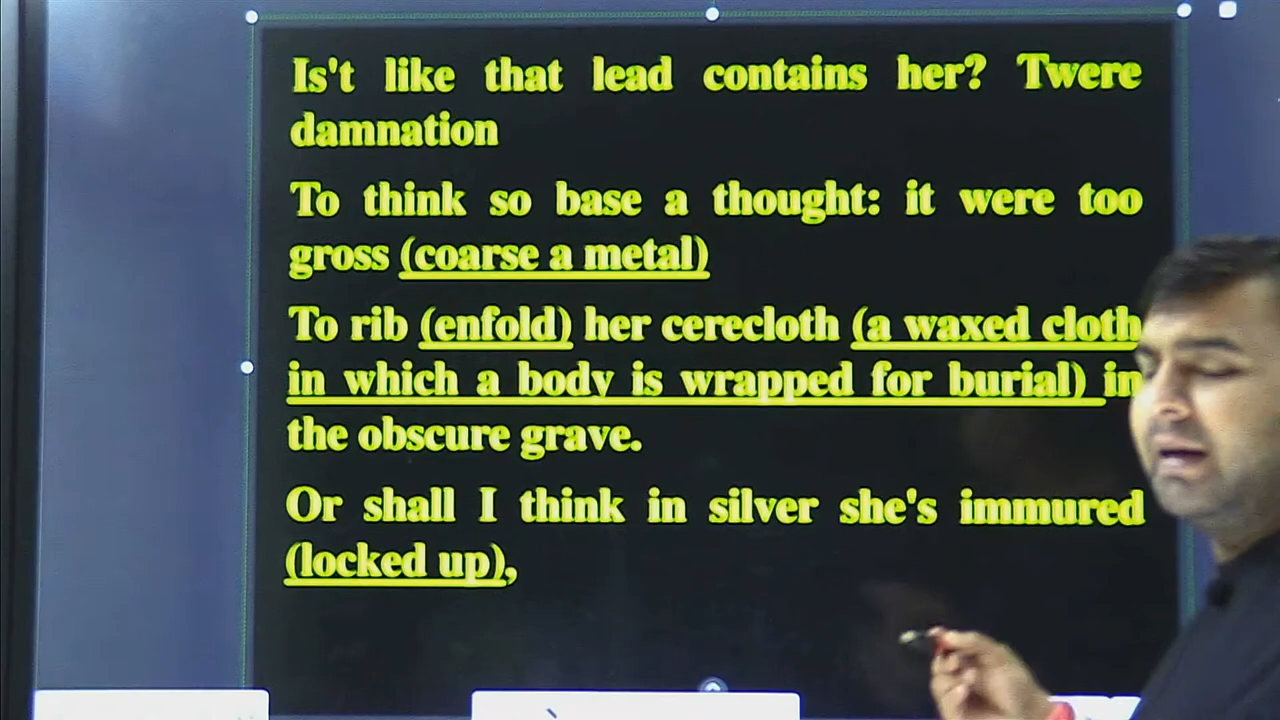 Is't like that lead contains her? Twere
damnation
To think so base a thought: it were too
gross (coarse a metal)
To rib (enfold) her cerecloth (a waxed cloth
in which a body is wrapped for burial) in
the obscure grave.
Or shall I think in silver she's immured
(locked up),